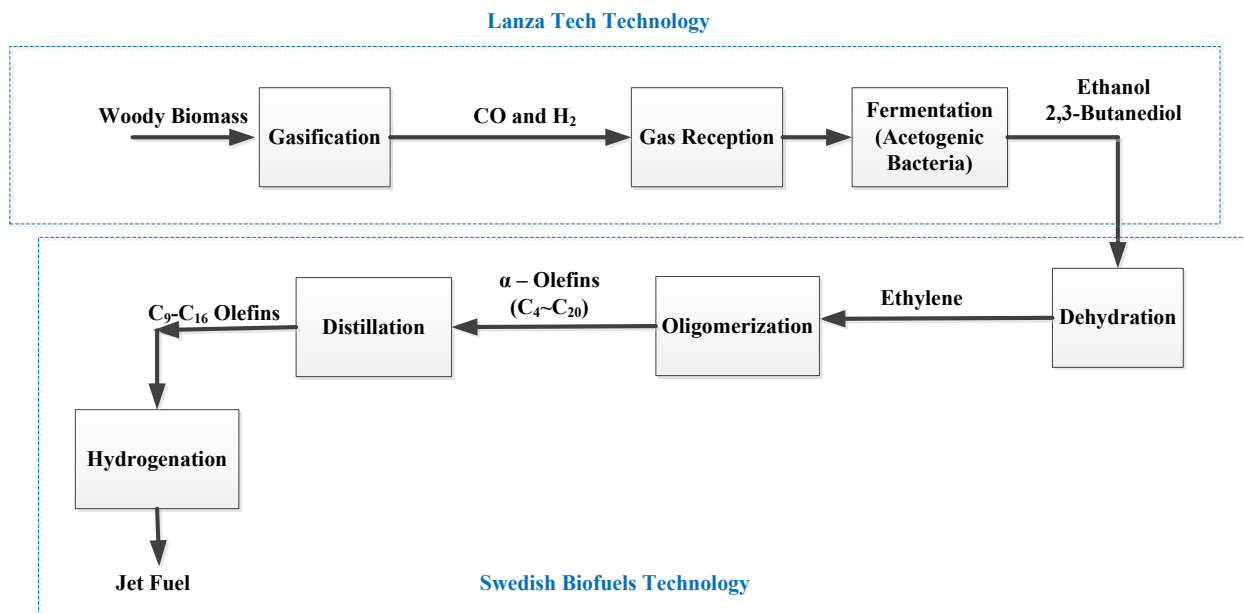 Lanza Tech Technology
Woody Biomass
Gasification
CO and H₂
Gas Reception
Fermentation
(Acetogenic
Bacteria)
Ethanol
2,3-Butanediol
Dehydration
Ethylene
Oligomerization
α – Olefins
(C₄~C₂₀)
Distillation
C₉-C₁₆ Olefins
Hydrogenation
Jet Fuel
Swedish Biofuels Technology